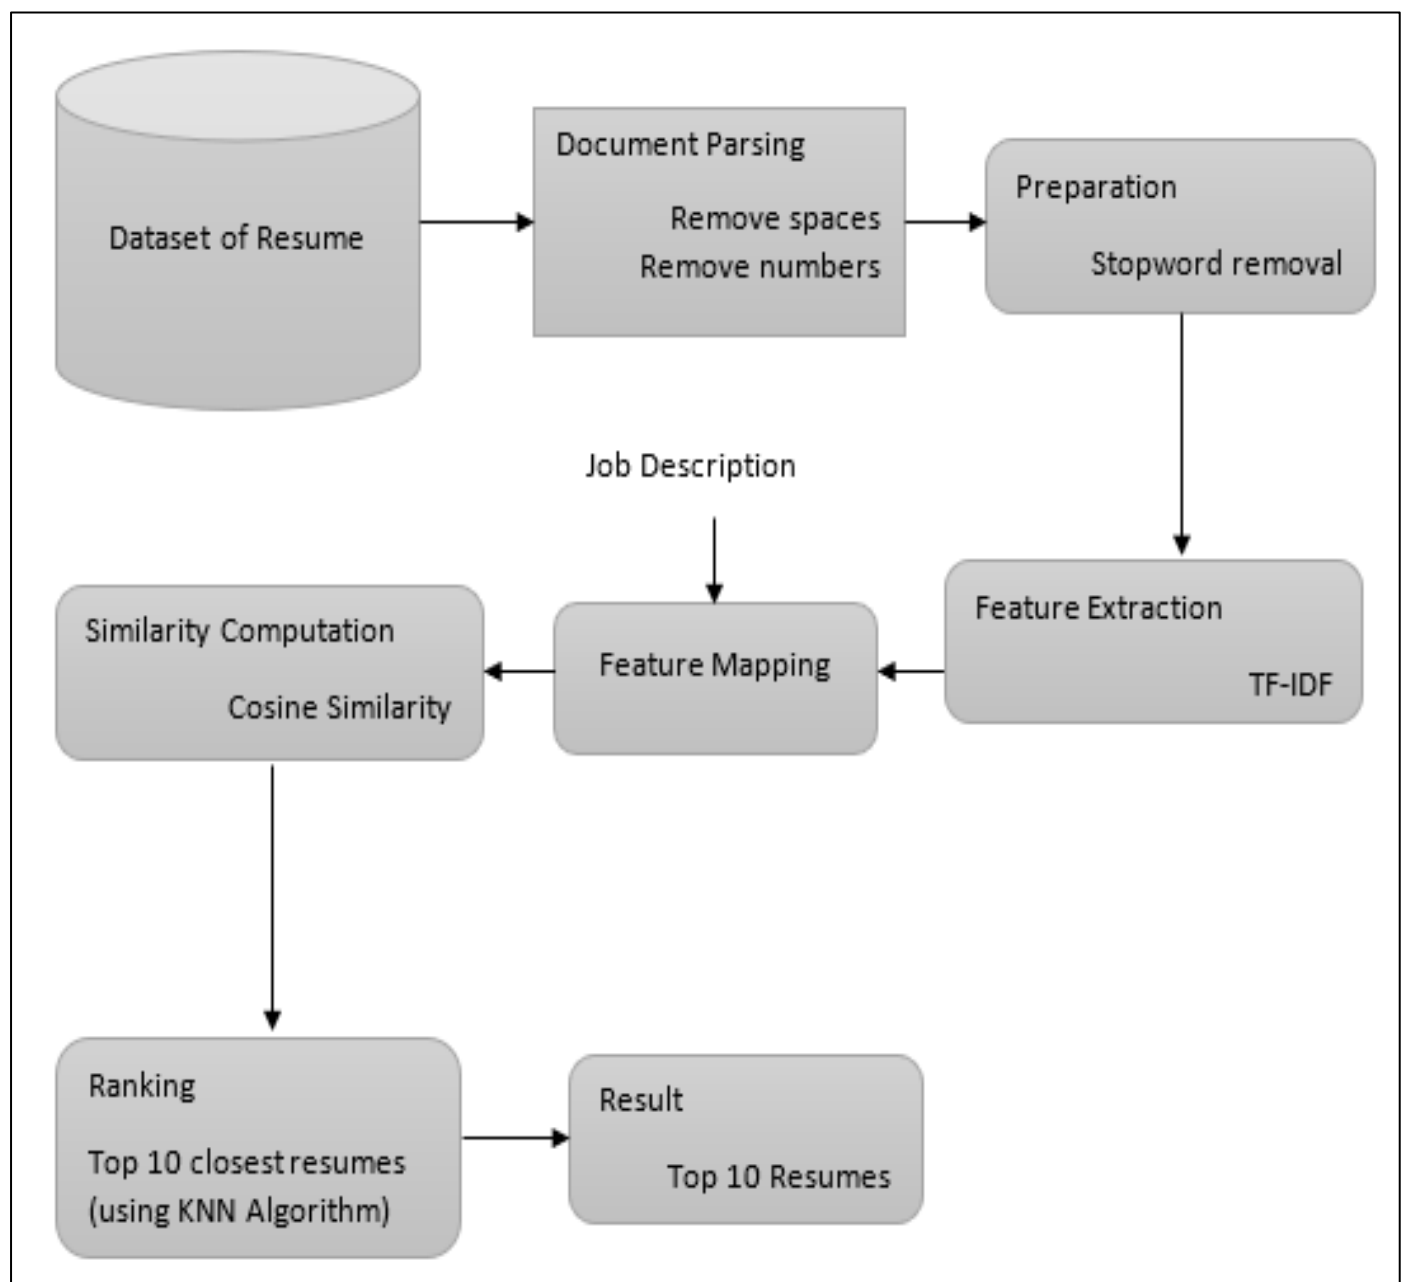 Dataset of Resume
Document Parsing
Remove spaces
Remove numbers
Preparation
Stopword removal
Job Description
Similarity Computation
Cosine Similarity
Feature Mapping
Feature Extraction
TF-IDF
Ranking
Top 10 closest resumes
(using KNN Algorithm)
Result
Top 10 Resumes